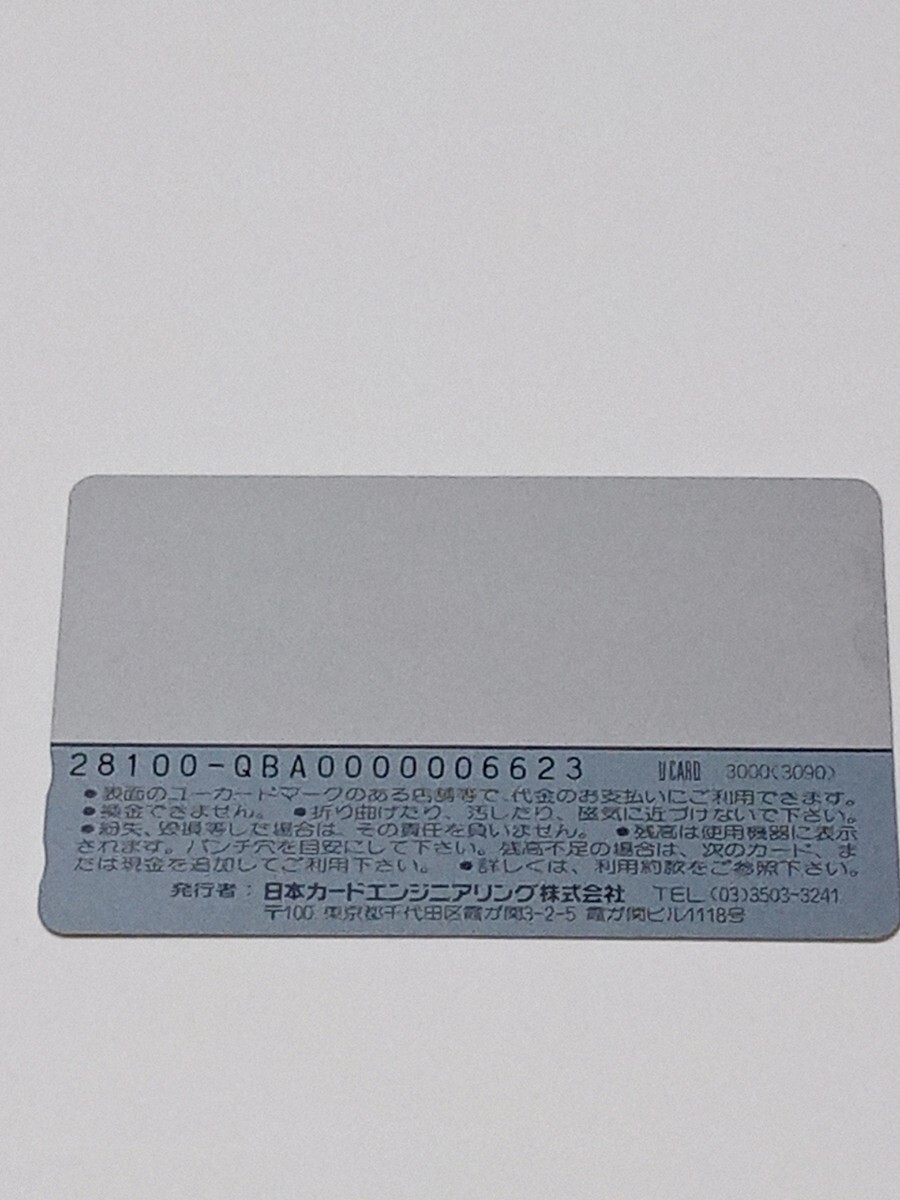 28100-QBA0000006623 U CARD 3000(3090)
●表面のユーカードマークのある店舗等で、代金のお支払いにご利用できます。
●換金できません。 ●折り曲げたり、汚したり、磁気に近づけないで下さい。
●紛失、毀損等した場合は、その責任を負いません。 ●残高は使用機器に表示
されます。パンチ穴を目安にして下さい。残高不足の場合は、次のカード、ま
たは現金を追加してご利用下さい。 ●詳しくは、利用約款をご参照下さい。
発行者：日本カードエンジニアリング株式会社 TEL (03)3503-3241
〒100 東京都千代田区霞が関3-2-5 霞が関ビル1118号